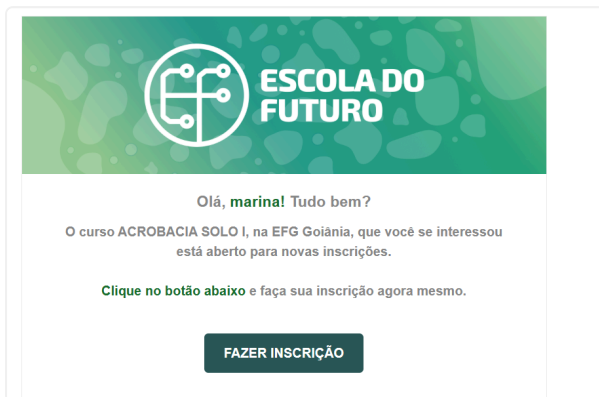 ESCOLA DO
FUTURO
Olá, marina! Tudo bem?
O curso ACROBACIA SOLO I, na EFG Goiânia, que você se interessou
está aberto para novas inscrições.
Clique no botão abaixo e faça sua inscrição agora mesmo.
FAZER INSCRIÇÃO